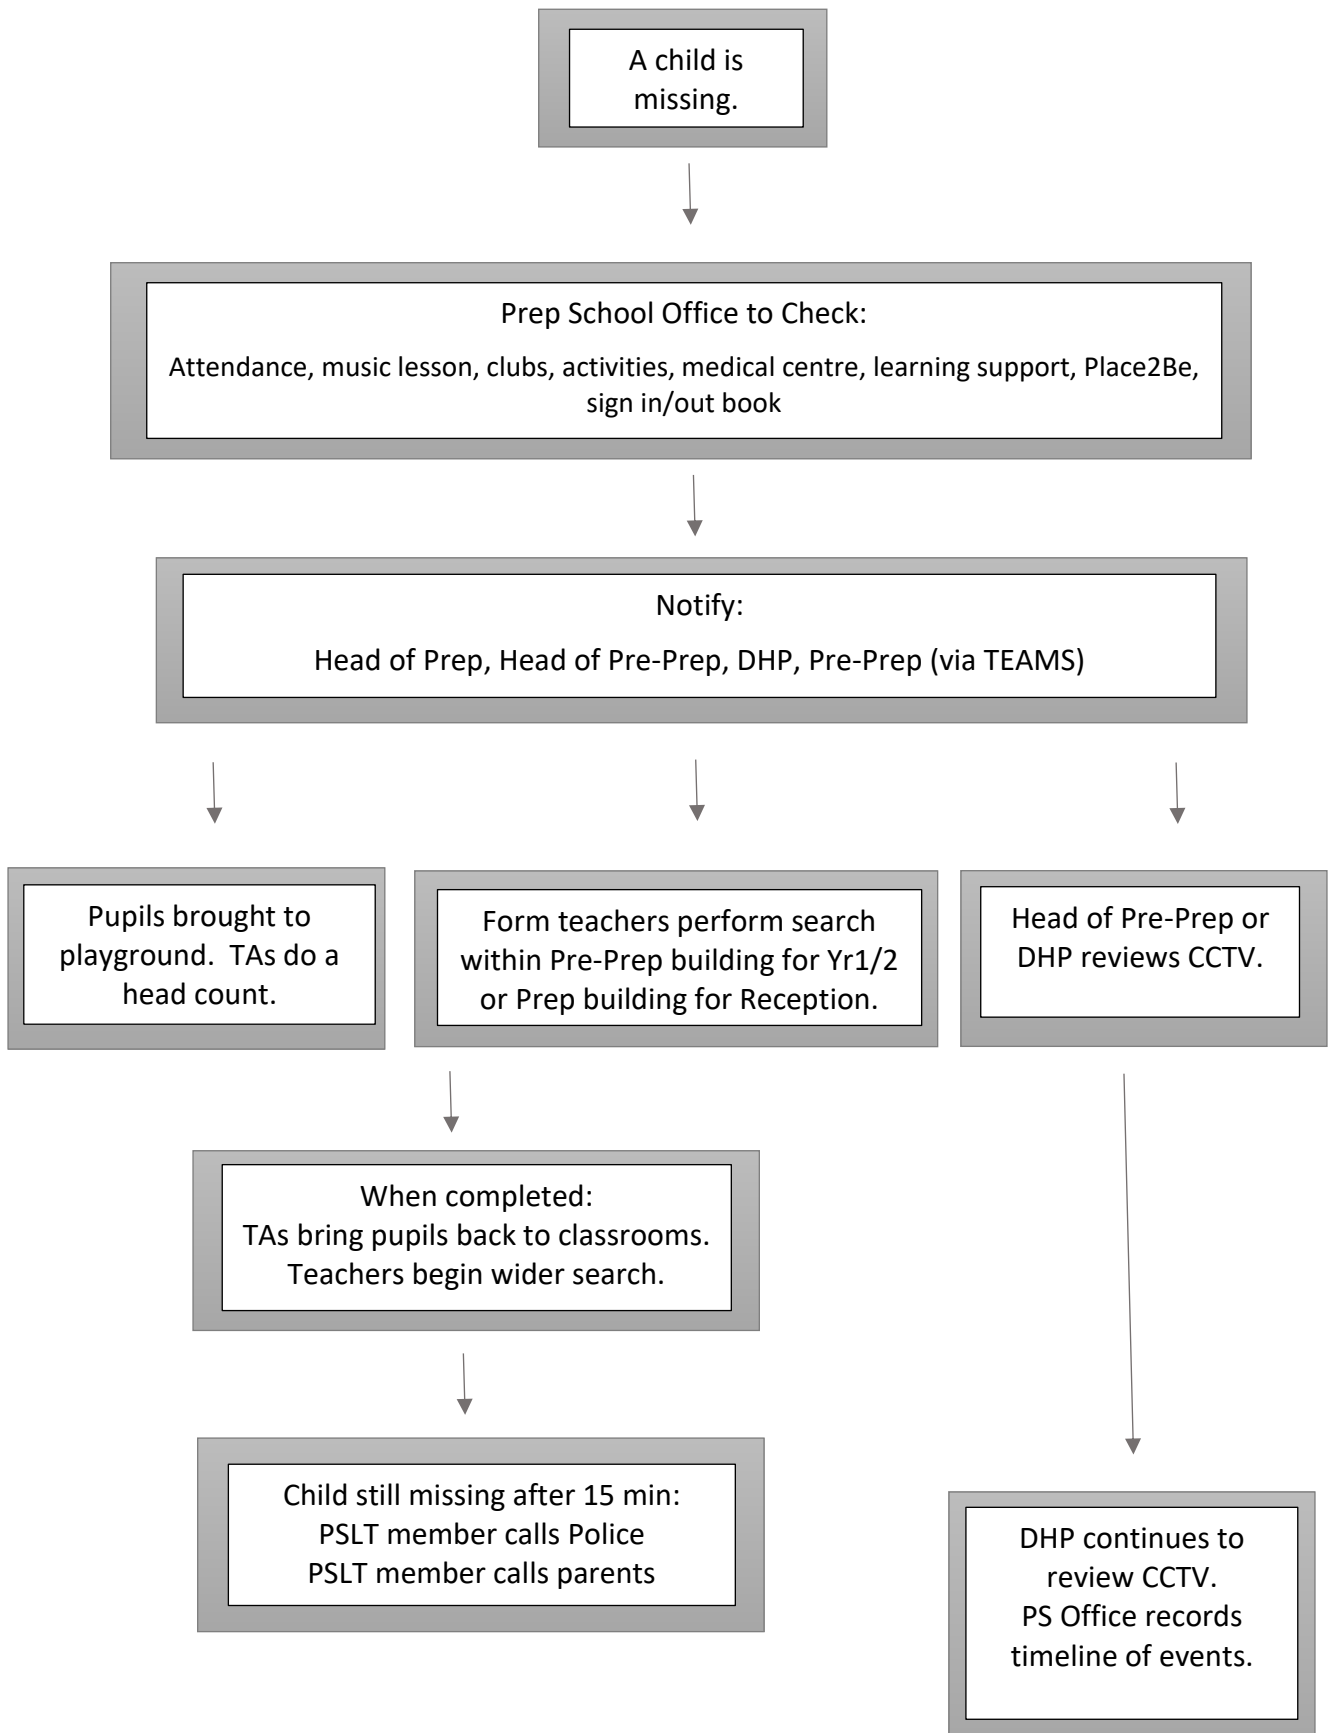 A child is
missing.
Prep School Office to Check:
Attendance, music lesson, clubs, activities, medical centre, learning support, Place2Be,
sign in/out book
Notify:
Head of Prep, Head of Pre-Prep, DHP, Pre-Prep (via TEAMS)
Pupils brought to
playground.  TAs do a
head count.
Form teachers perform search
within Pre-Prep building for Yr1/2
or Prep building for Reception.
Head of Pre-Prep or
DHP reviews CCTV.
When completed:
TAs bring pupils back to classrooms.
Teachers begin wider search.
Child still missing after 15 min:
PSLT member calls Police
PSLT member calls parents
DHP continues to
review CCTV.
PS Office records
timeline of events.